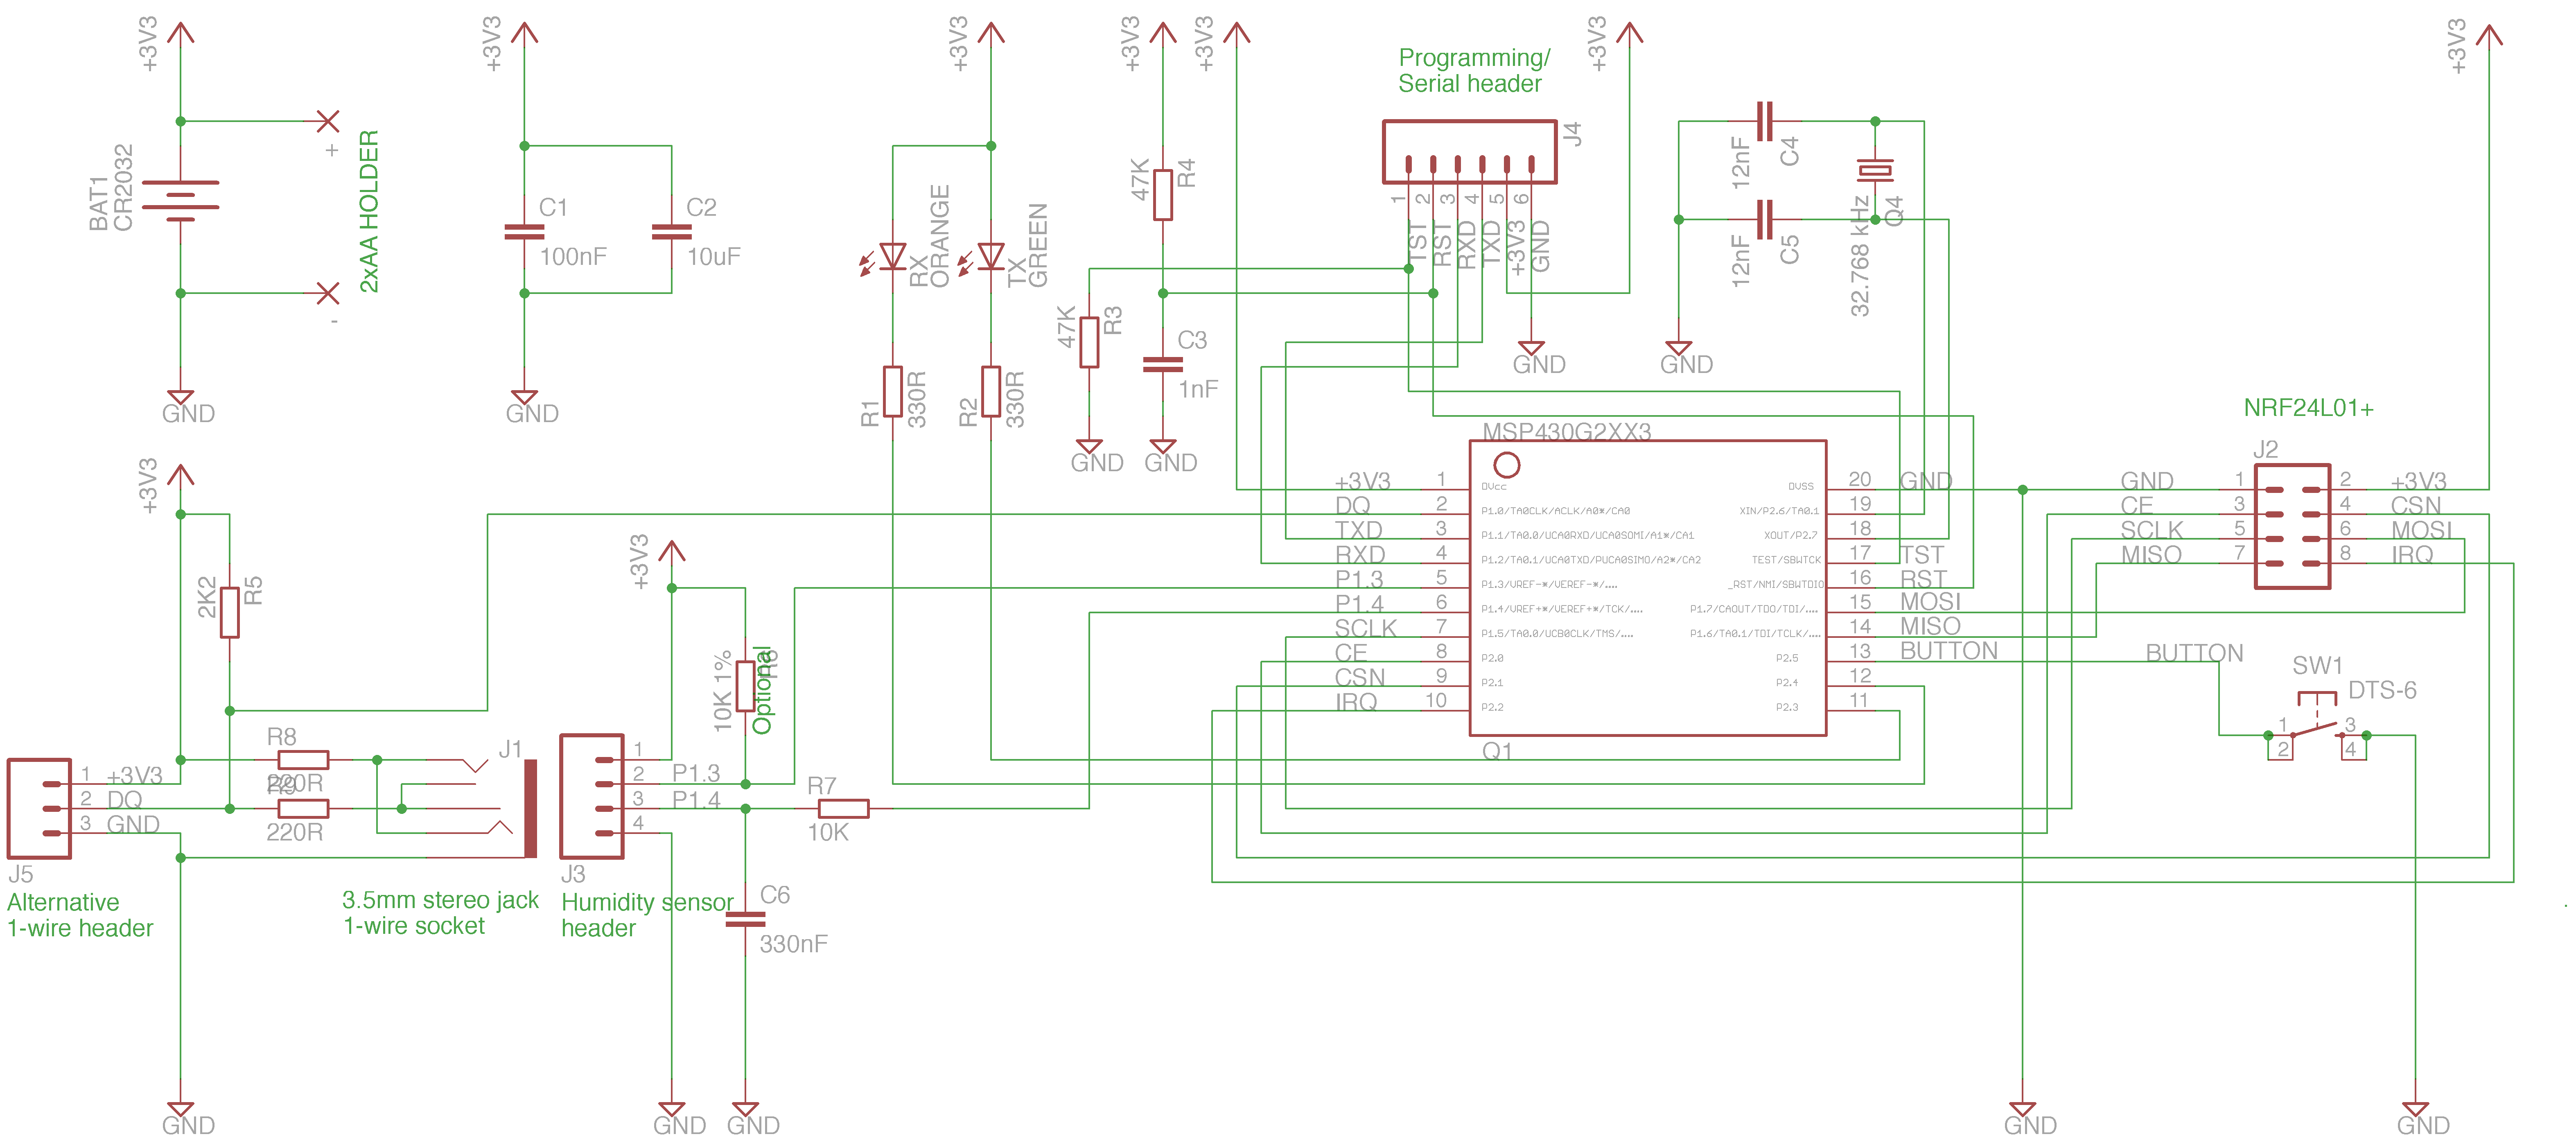 +3V3
+3V3
+3V3
+3V3
+3V3
+3V3
+3V3
Programming/
Serial header
J4
1
2
3
4
5
6
TST
RST
RXD
TXD
+3V3
GND
GND
BAT1
CR2032
+
-
2xAA HOLDER
GND
C1
100nF
C2
10uF
GND
RX
ORANGE
TX
GREEN
R1
330R
R2
330R
47K
R4
47K
R3
C3
1nF
GND
GND
12nF
C4
12nF
C5
32.768 kHz
Q4
GND
NRF24L01+
J2
GND 1
CE 3
SCLK 5
MISO 7
2 +3V3
4 CSN
6 MOSI
8 IRQ
MSP430G2XX3
+3V3 1 DVcc
DQ 2 P1.0/TA0CLK/ACLK/A0*/CA0
TXD 3 P1.1/TA0.0/UCA0RXD/UCA0SOMI/A1*/CA1
RXD 4 P1.2/TA0.1/UCA0TXD/PUCA0SIMO/A2*/CA2
P1.3 5 P1.3/VREF-*/VEREF-*/....
P1.4 6 P1.4/VREF+*/VEREF+*/TCK/....
SCLK 7 P1.5/TA0.0/UCB0CLK/TMS/....
CE 8 P2.0
CSN 9 P2.1
IRQ 10 P2.2
DVSS 20 GND
XIN/P2.6/TA0.1 19
XOUT/P2.7 18
TEST/SBWTCK 17 TST
_RST/NMI/SBWTDIO 16 RST
P1.7/CAOUT/TDO/TDI/.... 15 MOSI
P1.6/TA0.1/TDI/TCLK/.... 14 MISO
P2.5 13 BUTTON
P2.4 12
P2.3 11
Q1
BUTTON
SW1
DTS-6
1
2
3
4
+3V3
2K2
R5
+3V3
10K 1%
R6
Optional
R8
220R
R9
220R
J1
1 +3V3
2 DQ
3 GND
J5
Alternative
1-wire header
3.5mm stereo jack
1-wire socket
1
2 P1.3
3 P1.4
4
J3
Humidity sensor
header
R7
10K
C6
330nF
GND
GND
GND
GND
GND